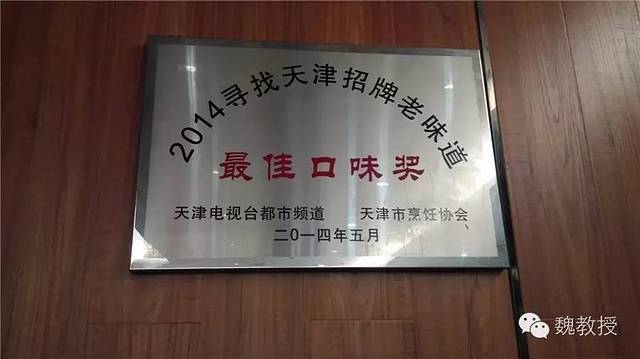 2014寻找天津招牌老味道
最佳口味奖
天津电视台都市频道 天津市烹饪协会
二0一四年五月
魏教授